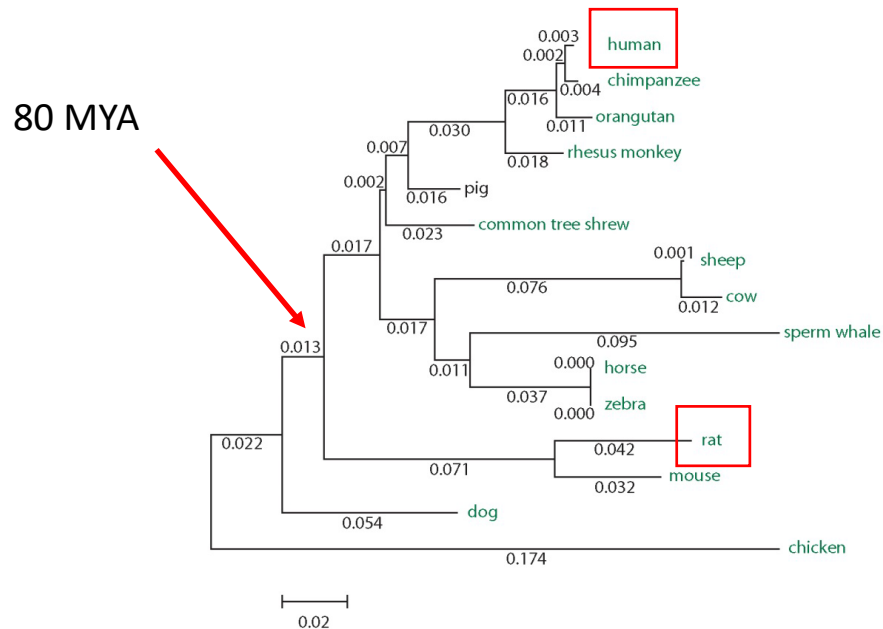 0.003
human
0.002
chimpanzee
0.004
0.016
orangutan
0.011
80 MYA
0.030
0.007
rhesus monkey
0.018
0.002
pig
0.016
common tree shrew
0.023
0.017
0.001
sheep
0.076
cow
0.012
0.017
sperm whale
0.095
0.013
0.011
0.000
horse
0.037
zebra
0.000
0.022
rat
0.042
0.071
mouse
0.032
dog
0.054
chicken
0.174
0.02